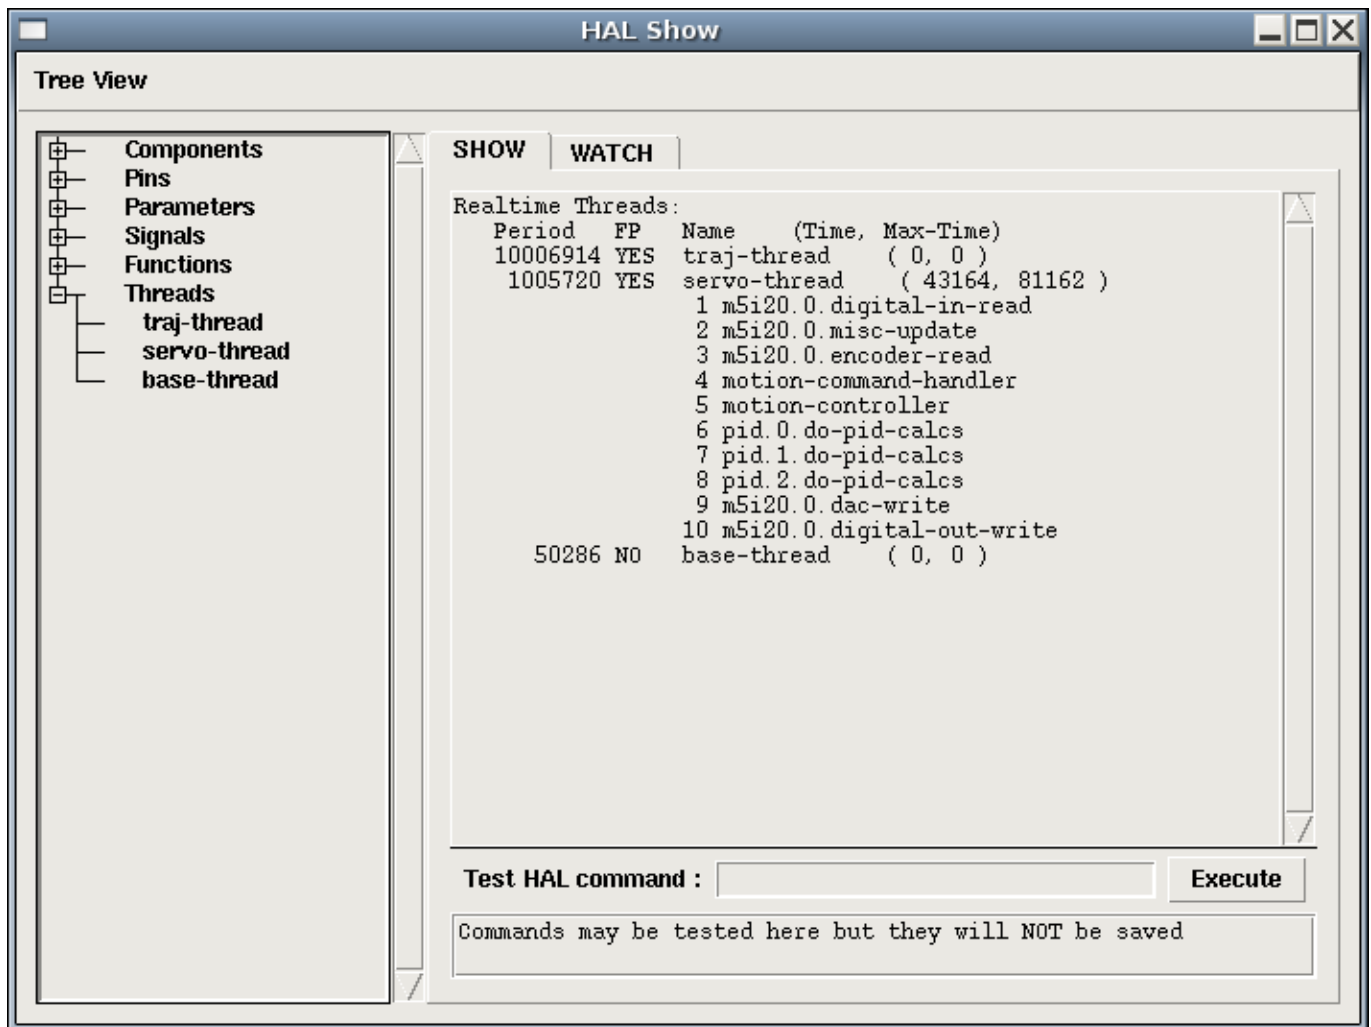 HAL Show
Tree View
Components
Pins
Parameters
Signals
Functions
Threads
traj-thread
servo-thread
base-thread
SHOW WATCH
Realtime Threads:
Period FP Name (Time, Max-Time)
10006914 YES traj-thread ( 0, 0 )
1005720 YES servo-thread ( 43164, 81162 )
1 m5i20.0.digital-in-read
2 m5i20.0.misc-update
3 m5i20.0.encoder-read
4 motion-command-handler
5 motion-controller
6 pid.0.do-pid-calcs
7 pid.1.do-pid-calcs
8 pid.2.do-pid-calcs
9 m5i20.0.dac-write
10 m5i20.0.digital-out-write
50286 NO base-thread ( 0, 0 )
Test HAL command : Execute
Commands may be tested here but they will NOT be saved